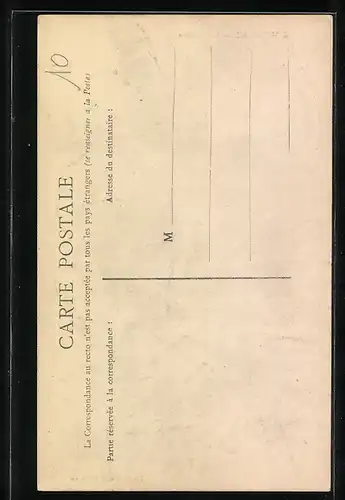 CARTE POSTALE
La Correspondance au recto n'est pas acceptée par tous les pays étrangers (se renseigner à la Poste)
Partie réservée à la correspondance :
Adresse du destinataire :
M
10